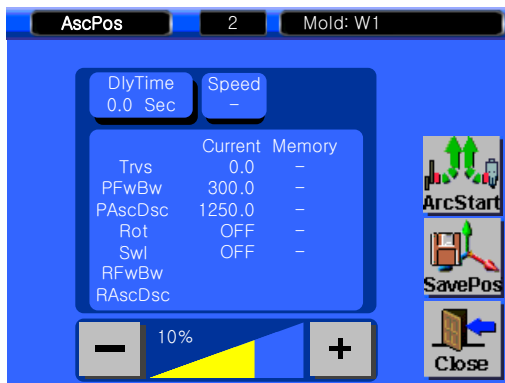 AscPos 2 Mold: W1
DlyTime Speed
0.0 Sec –
Current Memory
Trvs 0.0 –
PFwBw 300.0 –
PAscDsc 1250.0 –
Rot OFF –
Swl OFF –
RFwBw
RAscDsc
ArcStart
SavePos
Close
– 10% +